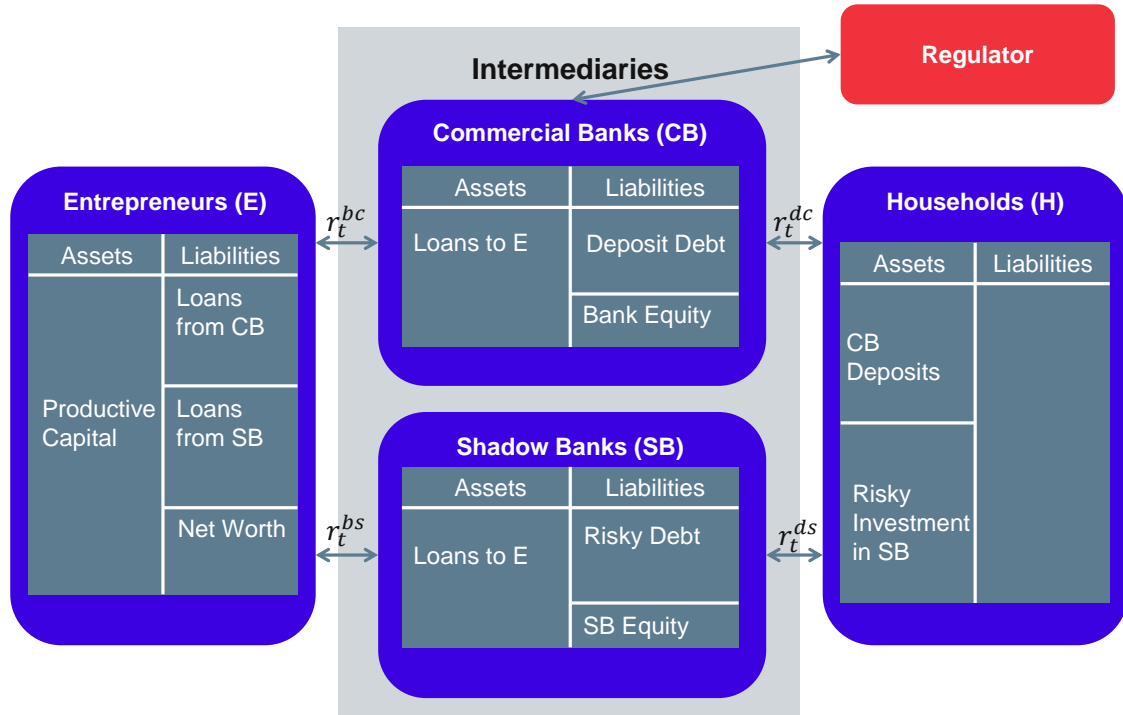 Regulator
Intermediaries
Commercial Banks (CB)
Assets
Liabilities
Loans to E
Deposit Debt
Bank Equity
Entrepreneurs (E)
Assets
Liabilities
Productive
Capital
Loans
from CB
Loans
from SB
Net Worth
r_t^{bc}
r_t^{dc}
r_t^{bs}
r_t^{ds}
Shadow Banks (SB)
Assets
Liabilities
Loans to E
Risky Debt
SB Equity
Households (H)
Assets
Liabilities
CB
Deposits
Risky
Investment
in SB